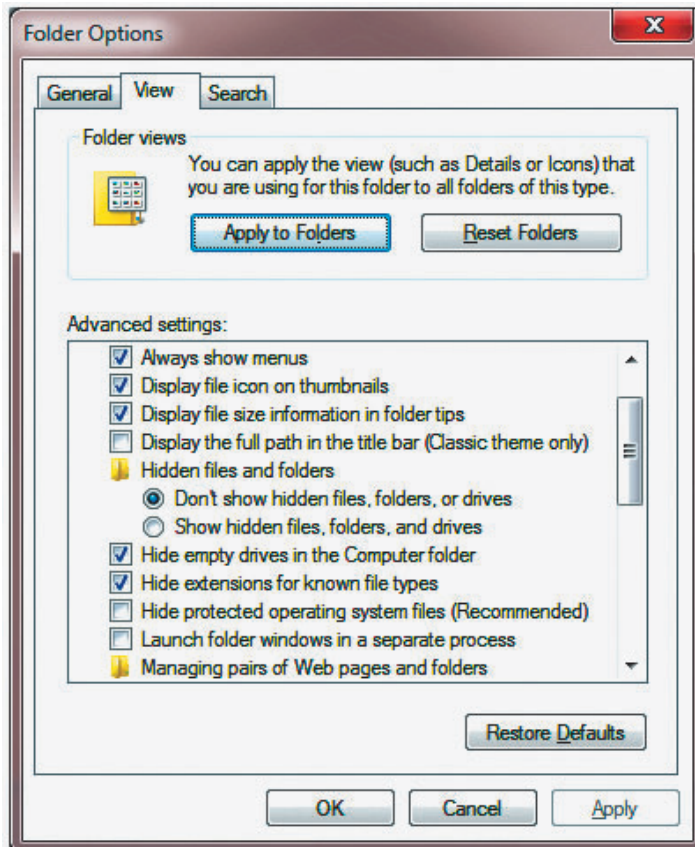 Folder Options
General
View
Search
Folder views
You can apply the view (such as Details or Icons) that
you are using for this folder to all folders of this type.
Apply to Folders
Reset Folders
Advanced settings:
Always show menus
Display file icon on thumbnails
Display file size information in folder tips
Display the full path in the title bar (Classic theme only)
Hidden files and folders
Don't show hidden files, folders, or drives
Show hidden files, folders, and drives
Hide empty drives in the Computer folder
Hide extensions for known file types
Hide protected operating system files (Recommended)
Launch folder windows in a separate process
Managing pairs of Web pages and folders
Restore Defaults
OK
Cancel
Apply